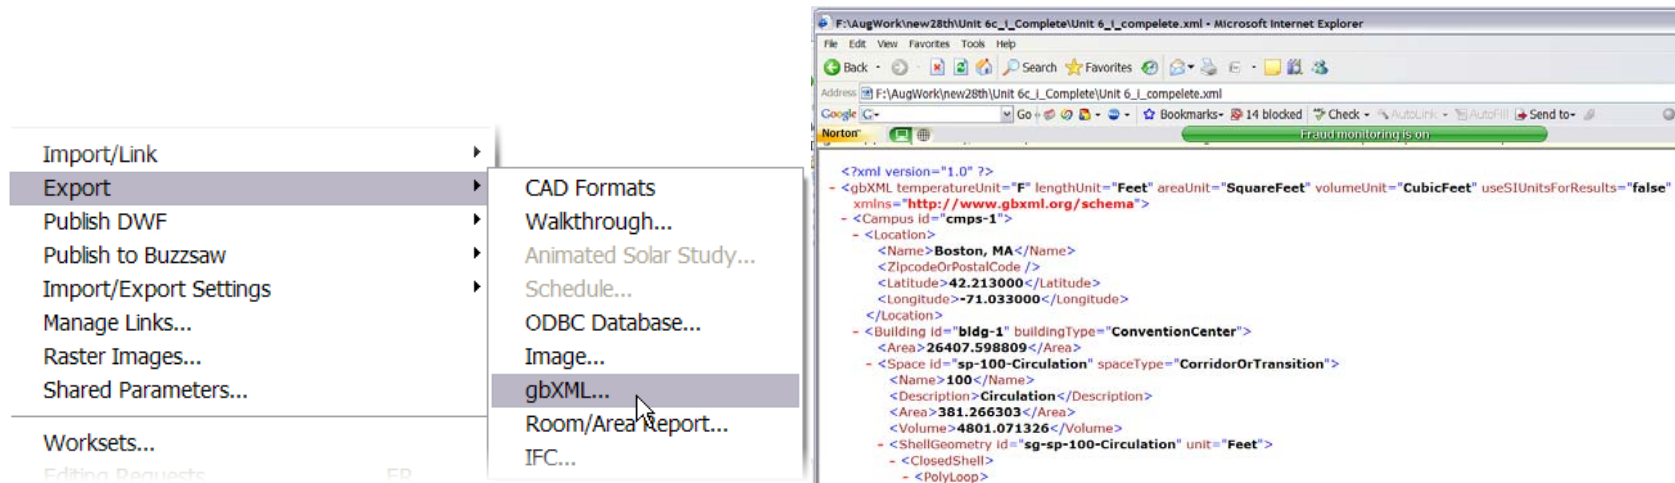 Import/Link
Export
Publish DWF
Publish to Buzzsaw
Import/Export Settings
Manage Links...
Raster Images...
Shared Parameters...
Worksets...
Editing Requests ER
CAD Formats
Walkthrough...
Animated Solar Study...
Schedule...
ODBC Database...
Image...
gbXML...
Room/Area Report...
IFC...
F:\AugWork\new28th\Unit 6c_i_Complete\Unit 6_i_compelete.xml - Microsoft Internet Explorer
File Edit View Favorites Tools Help
Back Search Favorites
Address F:\AugWork\new28th\Unit 6c_i_Complete\Unit 6_i_compelete.xml
Google G Go Bookmarks 14 blocked Check AutoLink AutoFill Send to
Norton Fraud monitoring is on
<?xml version="1.0" ?>
- <gbXML temperatureUnit="F" lengthUnit="Feet" areaUnit="SquareFeet" volumeUnit="CubicFeet" useSIUnitsForResults="false"
xmlns="http://www.gbxml.org/schema">
- <Campus id="cmps-1">
- <Location>
<Name>Boston, MA</Name>
<ZipcodeOrPostalCode />
<Latitude>42.213000</Latitude>
<Longitude>-71.033000</Longitude>
</Location>
- <Building id="bldg-1" buildingType="ConventionCenter">
<Area>26407.598809</Area>
- <Space id="sp-100-Circulation" spaceType="CorridorOrTransition">
<Name>100</Name>
<Description>Circulation</Description>
<Area>381.266303</Area>
<Volume>4801.071326</Volume>
- <ShellGeometry id="sg-sp-100-Circulation" unit="Feet">
- <ClosedShell>
- <PolyLoop>